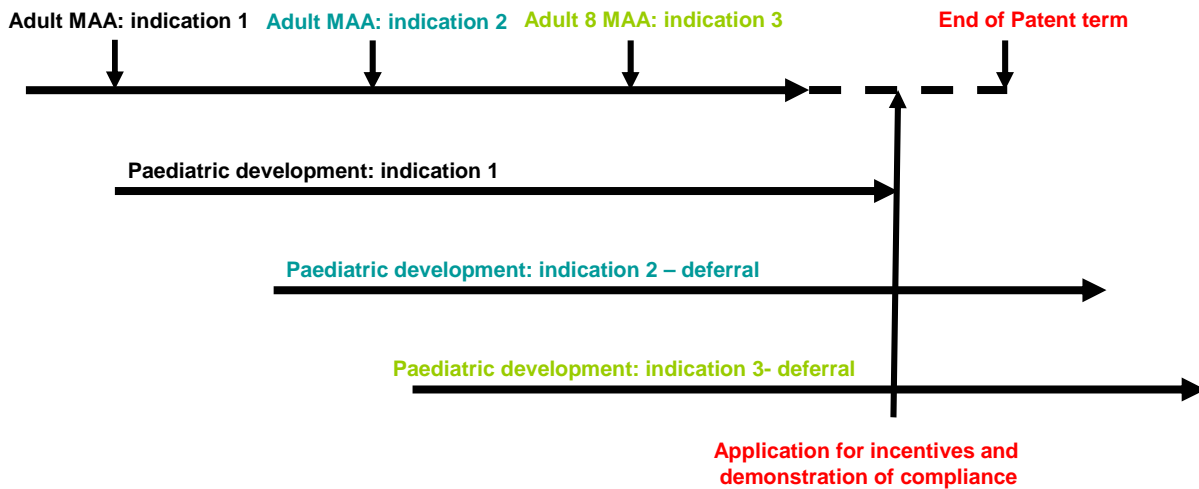 Adult MAA: indication 1
Adult MAA: indication 2
Adult 8 MAA: indication 3
End of Patent term
Paediatric development: indication 1
Paediatric development: indication 2 – deferral
Paediatric development: indication 3- deferral
Application for incentives and
demonstration of compliance